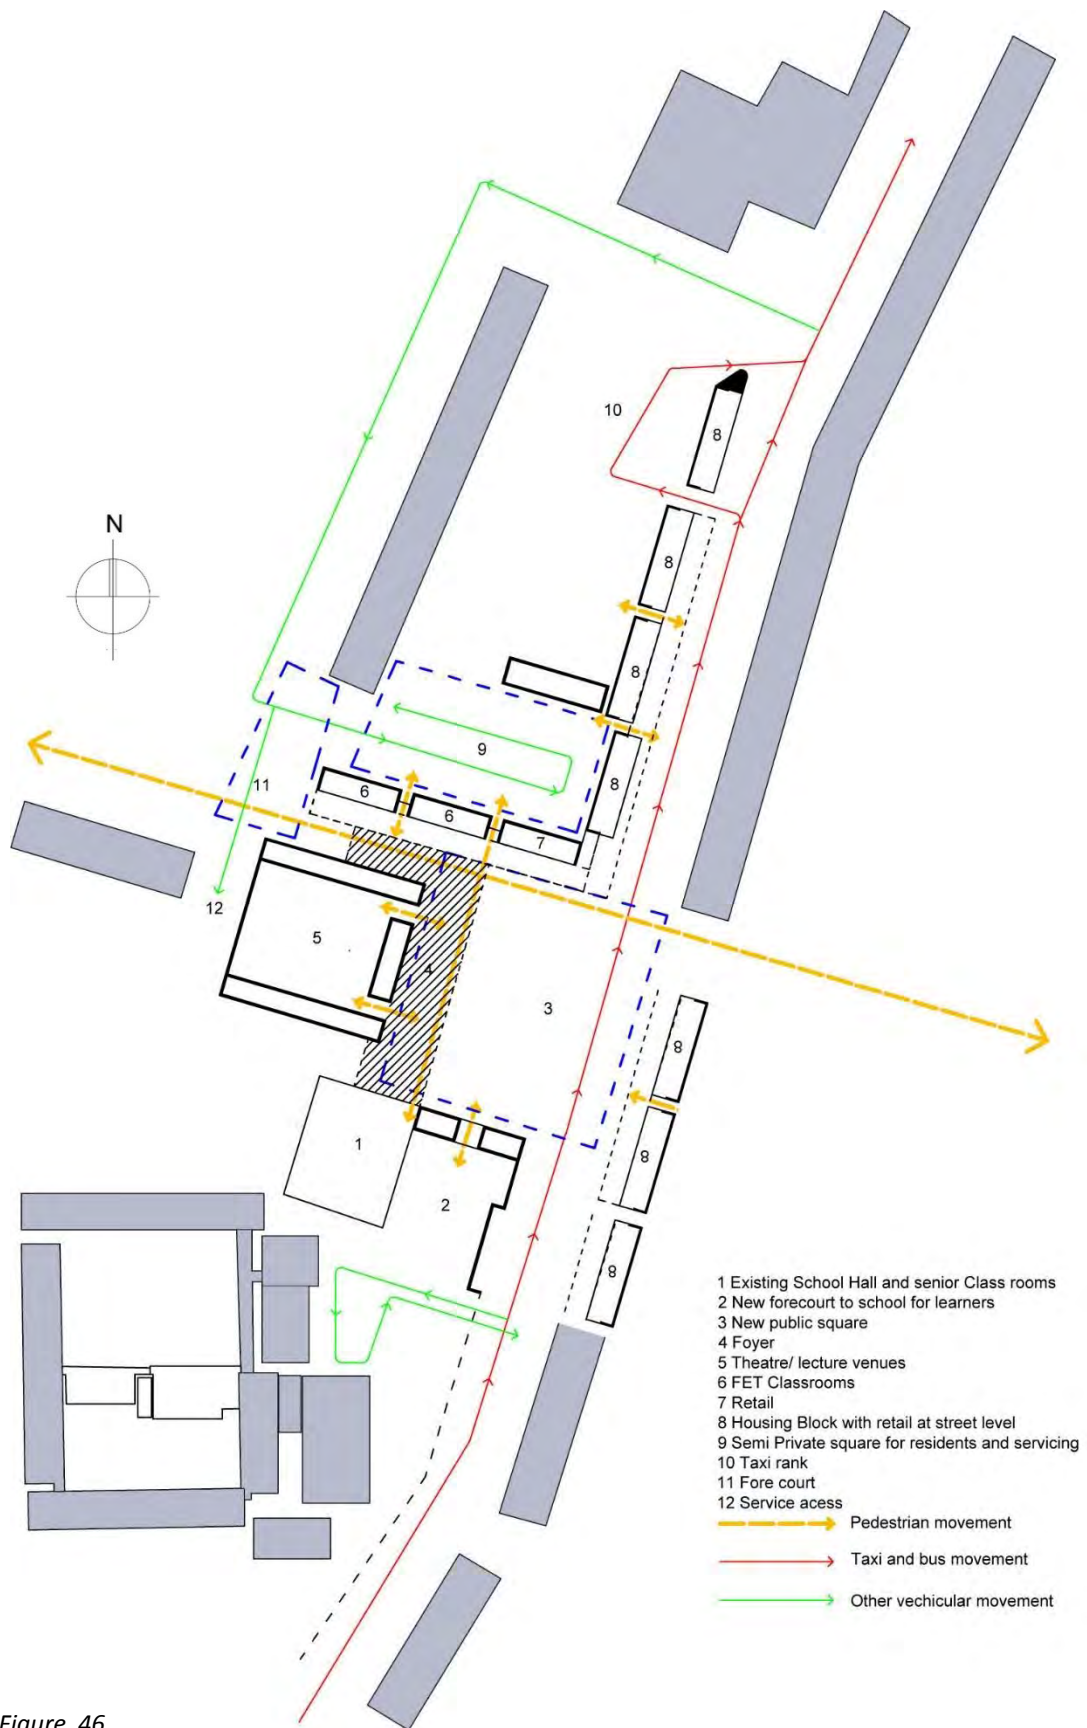 10
8
N
8
8
9
8
11
6
6
7
12
5
4
3
8
1
8
2
8
1 Existing School Hall and senior Class rooms
2 New forecourt to school for learners
3 New public square
4 Foyer
5 Theatre/ lecture venues
6 FET Classrooms
7 Retail
8 Housing Block with retail at street level
9 Semi Private square for residents and servicing
10 Taxi rank
11 Fore court
12 Service acess
Pedestrian movement
Taxi and bus movement
Other vechicular movement
Figure 46